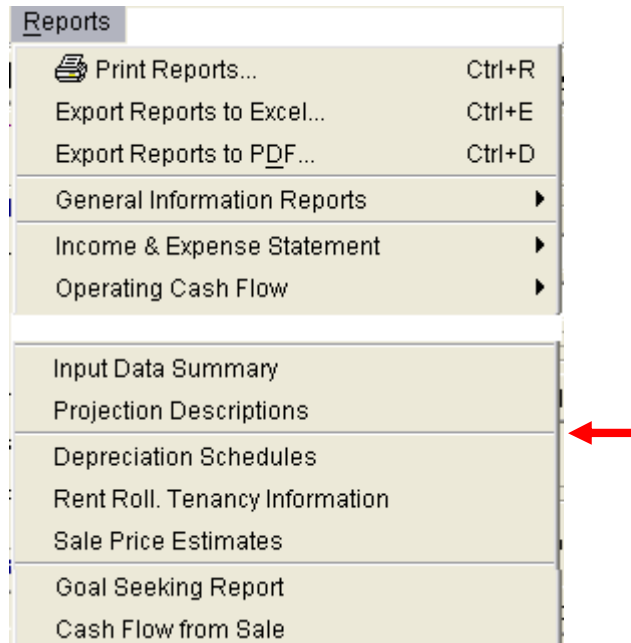 Reports
Print Reports... Ctrl+R
Export Reports to Excel... Ctrl+E
Export Reports to PDF... Ctrl+D
General Information Reports
Income & Expense Statement
Operating Cash Flow
Input Data Summary
Projection Descriptions
Depreciation Schedules
Rent Roll. Tenancy Information
Sale Price Estimates
Goal Seeking Report
Cash Flow from Sale